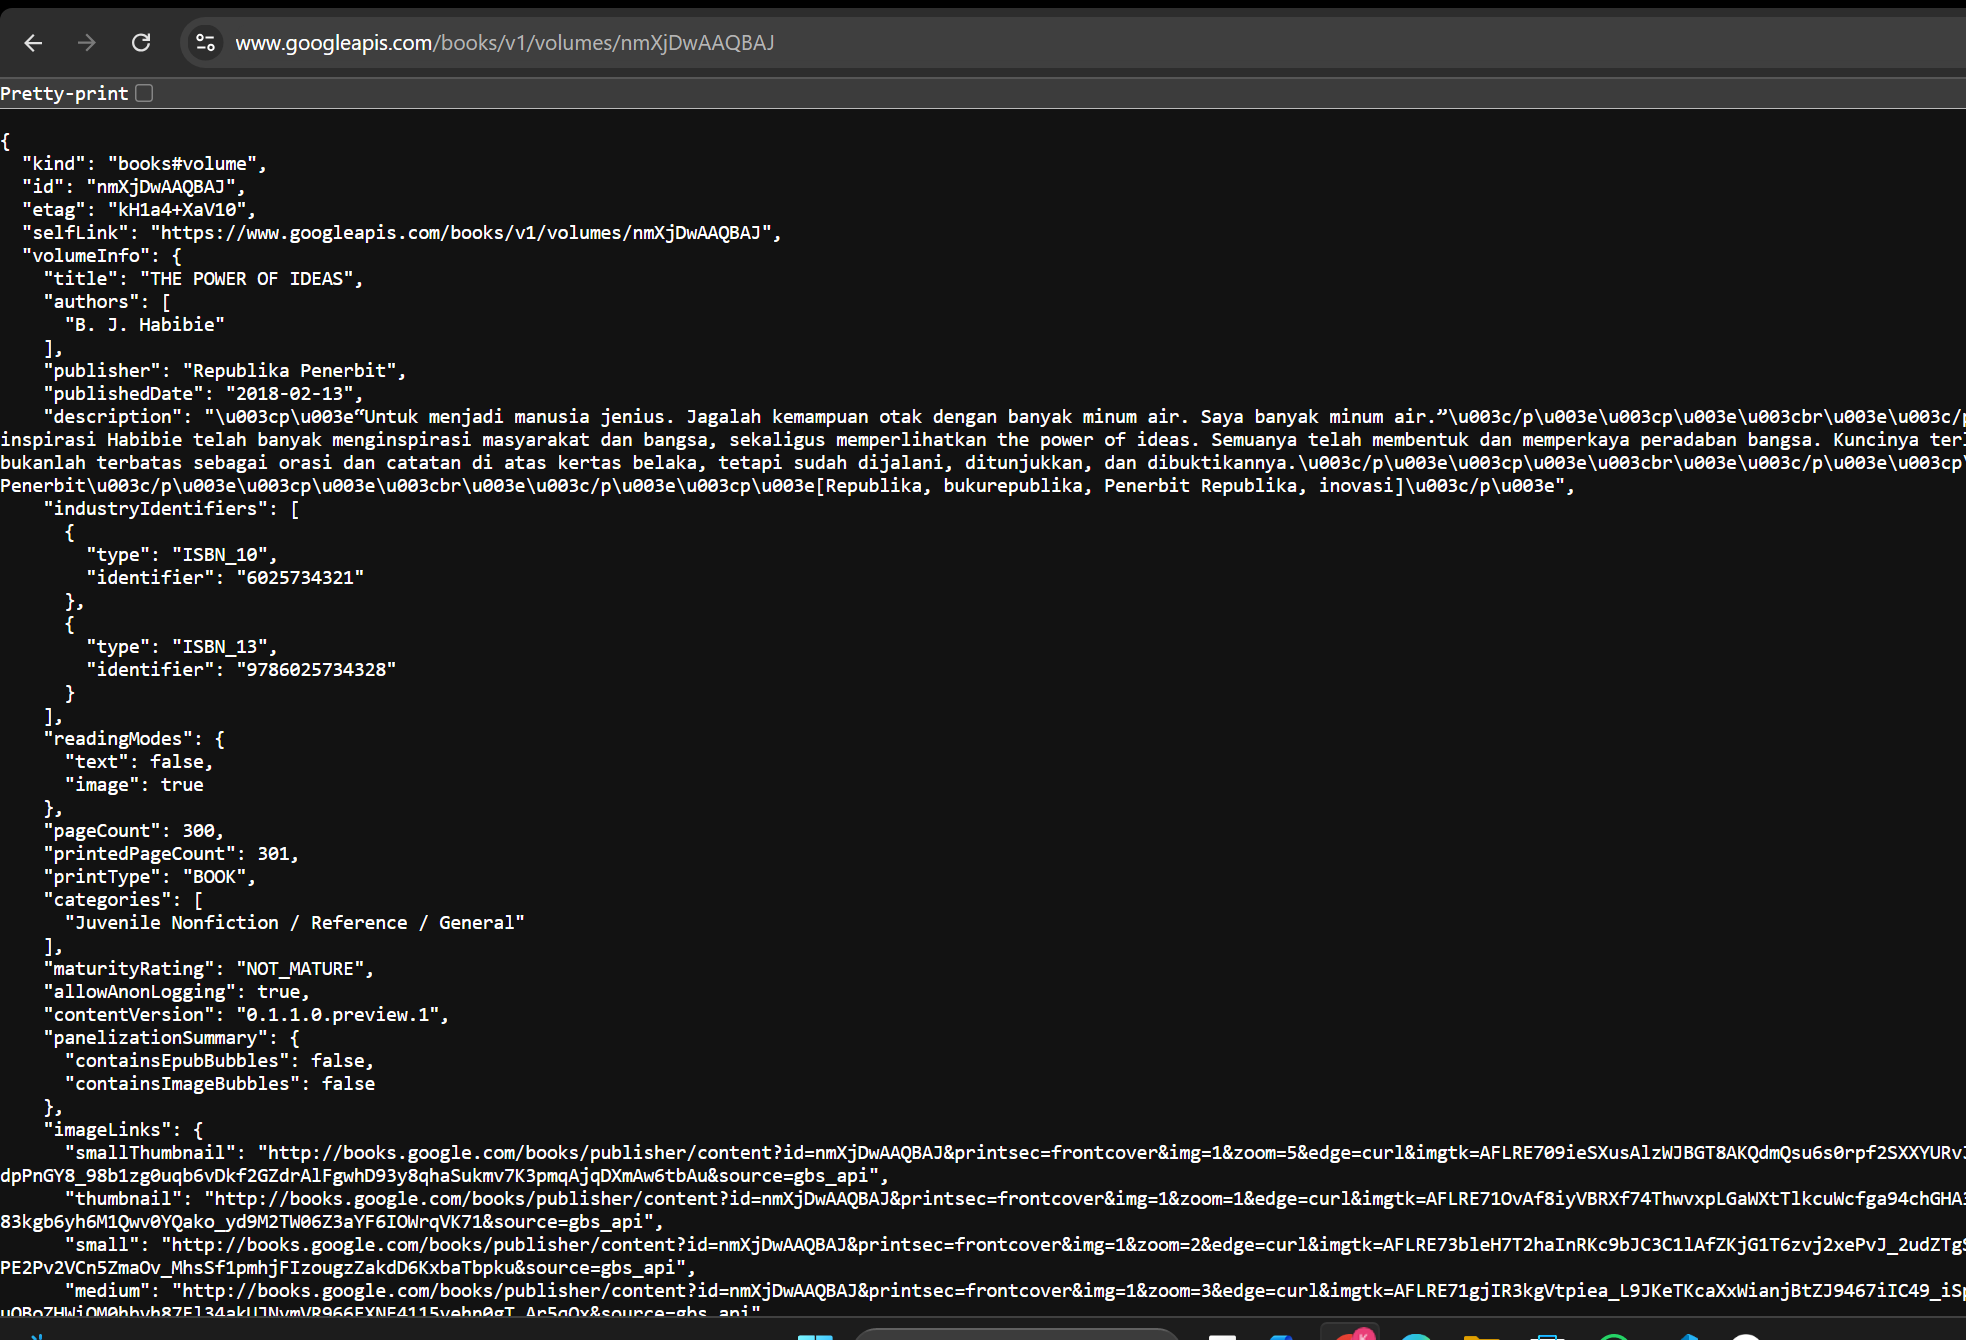 www.googleapis.com/books/v1/volumes/nmXjDwAAQBAJ
Pretty-print
{
"kind": "books#volume",
"id": "nmXjDwAAQBAJ",
"etag": "kH1a4+XaV10",
"selfLink": "https://www.googleapis.com/books/v1/volumes/nmXjDwAAQBAJ",
"volumeInfo": {
"title": "THE POWER OF IDEAS",
"authors": [
"B. J. Habibie"
],
"publisher": "Republika Penerbit",
"publishedDate": "2018-02-13",
"description": "\u003cp\u003e“Untuk menjadi manusia jenius. Jagalah kemampuan otak dengan banyak minum air. Saya banyak minum air.”\u003c/p\u003e\u003cp\u003e\u003cbr\u003e\u003c/p
inspirasi Habibie telah banyak menginspirasi masyarakat dan bangsa, sekaligus memperlihatkan the power of ideas. Semuanya telah membentuk dan memperkaya peradaban bangsa. Kuncinya
bukanlah terbatas sebagai orasi dan catatan di atas kertas belaka, tetapi sudah dijalani, ditunjukkan, dan dibuktikannya.\u003c/p\u003e\u003cp\u003e\u003cbr\u003e\u003c/p\u003e\u003cp\
Penerbit\u003c/p\u003e\u003cp\u003e\u003cbr\u003e\u003c/p\u003e\u003cp\u003e[Republika, bukurepublika, Penerbit Republika, inovasi]\u003c/p\u003e",
"industryIdentifiers": [
{
"type": "ISBN_10",
"identifier": "6025734321"
},
{
"type": "ISBN_13",
"identifier": "9786025734328"
}
],
"readingModes": {
"text": false,
"image": true
},
"pageCount": 300,
"printedPageCount": 301,
"printType": "BOOK",
"categories": [
"Juvenile Nonfiction / Reference / General"
],
"maturityRating": "NOT_MATURE",
"allowAnonLogging": true,
"contentVersion": "0.1.1.0.preview.1",
"panelizationSummary": {
"containsEpubBubbles": false,
"containsImageBubbles": false
},
"imageLinks": {
"smallThumbnail": "http://books.google.com/books/publisher/content?id=nmXjDwAAQBAJ&printsec=frontcover&img=1&zoom=5&edge=curl&imgtk=AFLRE709ieSXusAlzWJBGT8AKQdmQsu6s0rpf2SXXYURv
dpPnGY8_98b1zg0uqb6vDkf2GZdrAlFgwhD93y8qhaSukmv7K3pmqAjqDXmAw6tbAu&source=gbs_api",
"thumbnail": "http://books.google.com/books/publisher/content?id=nmXjDwAAQBAJ&printsec=frontcover&img=1&zoom=1&edge=curl&imgtk=AFLRE71OvAf8iyVBRXf74ThwvxpLGaWXtTlkcuWcfga94chGHA
83kgb6yh6M1Qwv0YQako_yd9M2TW06Z3aYF6IOWrqVK71&source=gbs_api",
"small": "http://books.google.com/books/publisher/content?id=nmXjDwAAQBAJ&printsec=frontcover&img=1&zoom=2&edge=curl&imgtk=AFLRE73bleH7T2haInRKc9bJC3C1lAfZKjG1T6zvj2xePvJ_2udZTg
PE2Pv2VCn5ZmaOv_MhsSf1pmhjFIzougzZakdD6KxbaTbpku&source=gbs_api",
"medium": "http://books.google.com/books/publisher/content?id=nmXjDwAAQBAJ&printsec=frontcover&img=1&zoom=3&edge=curl&imgtk=AFLRE71gjIR3kgVtpiea_L9JKeTKcaXxWianjBtZJ9467iIC49_iSp